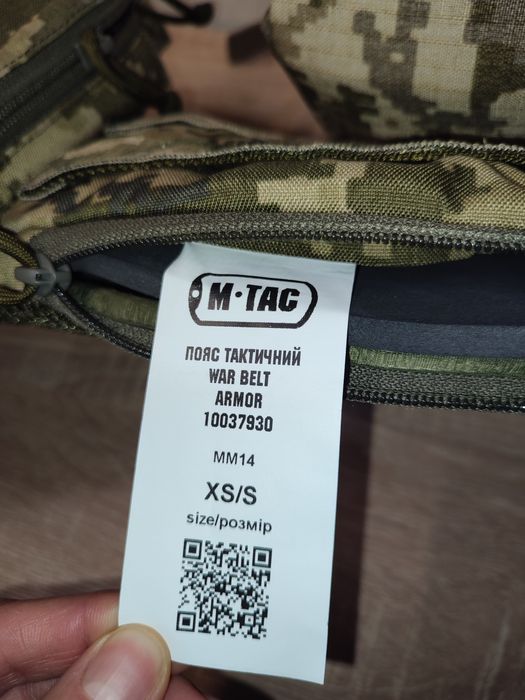 M·TAC
ПОЯС ТАКТИЧНИЙ
WAR BELT
ARMOR
10037930
MM14
XS/S
size/розмір